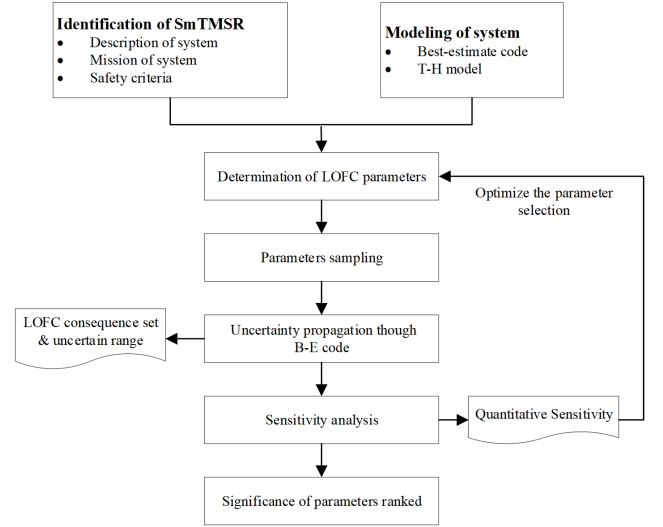 Identification of SmTMSR
• Description of system
• Mission of system
• Safety criteria
Modeling of system
• Best-estimate code
• T-H model
Determination of LOFC parameters
Optimize the parameter
selection
Parameters sampling
LOFC consequence set
& uncertain range
Uncertainty propagation though
B-E code
Sensitivity analysis
Quantitative Sensitivity
Significance of parameters ranked